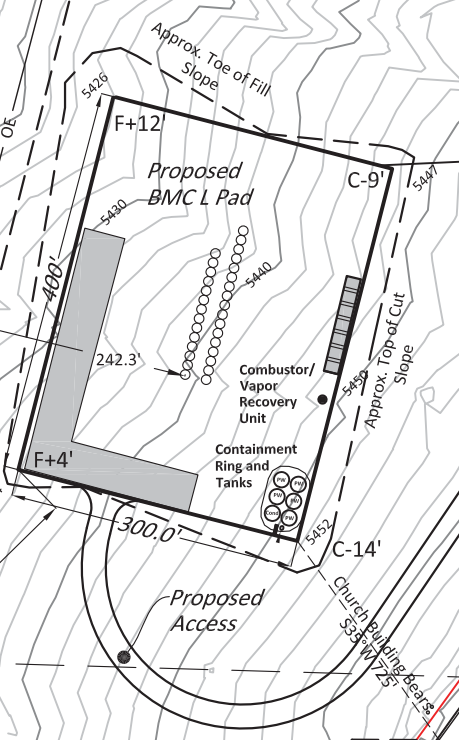 Approx. Toe of Fill
Slope
5426
OE
F+12'
Proposed
BMC L Pad
C-9'
5447
5430
5440
400'
242.3'
Combustor/
Vapor
Recovery
Unit
5450
Approx. Top of Cut
Slope
F+4'
Containment
Ring and
Tanks
PW
PW
PW
PW
Cond
PW
5452
C-14'
300.0'
Proposed
Access
Church Building Bears
S35°W 725'